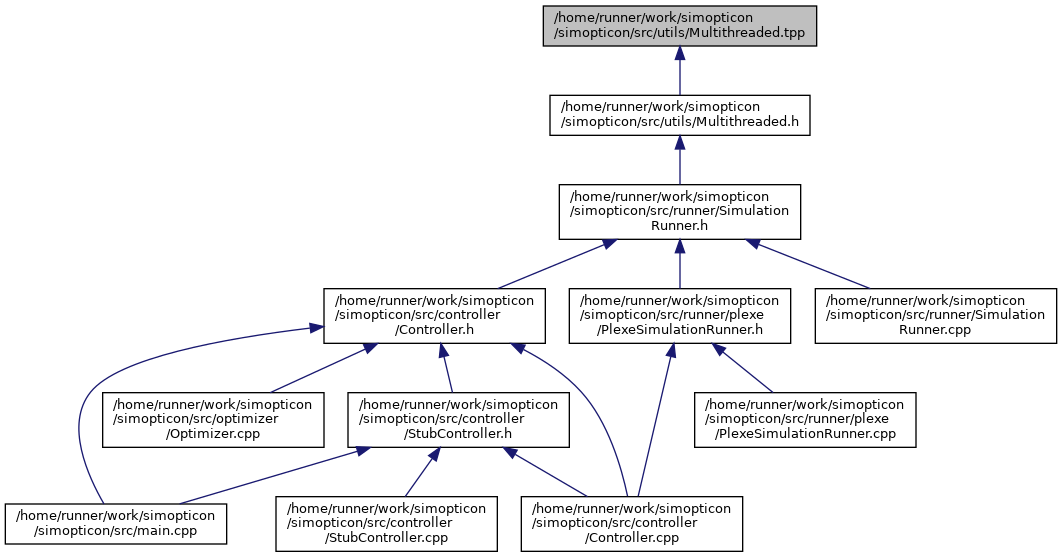 /home/runner/work/simopticon
/simopticon/src/utils/Multithreaded.tpp
/home/runner/work/simopticon
/simopticon/src/utils/Multithreaded.h
/home/runner/work/simopticon
/simopticon/src/runner/Simulation
Runner.h
/home/runner/work/simopticon
/simopticon/src/controller
/Controller.h
/home/runner/work/simopticon
/simopticon/src/runner/plexe
/PlexeSimulationRunner.h
/home/runner/work/simopticon
/simopticon/src/runner/Simulation
Runner.cpp
/home/runner/work/simopticon
/simopticon/src/optimizer
/Optimizer.cpp
/home/runner/work/simopticon
/simopticon/src/controller
/StubController.h
/home/runner/work/simopticon
/simopticon/src/runner/plexe
/PlexeSimulationRunner.cpp
/home/runner/work/simopticon
/simopticon/src/main.cpp
/home/runner/work/simopticon
/simopticon/src/controller
/StubController.cpp
/home/runner/work/simopticon
/simopticon/src/controller
/Controller.cpp